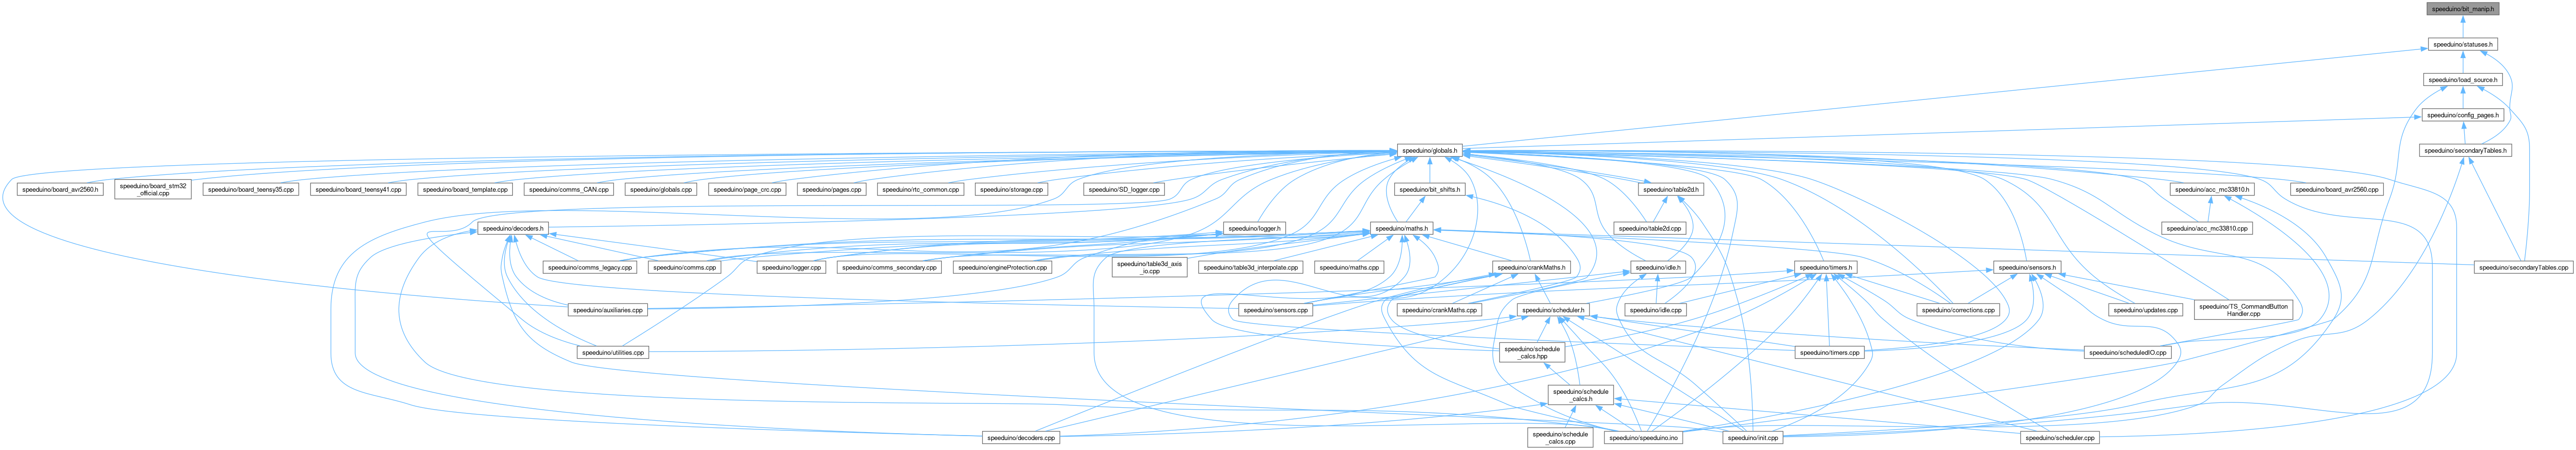 speeduino/bit_manip.h
speeduino/statuses.h
speeduino/load_source.h
speeduino/config_pages.h
speeduino/globals.h
speeduino/secondaryTables.h
speeduino/board_avr2560.h
speeduino/board_stm32
_official.cpp
speeduino/board_teensy35.cpp
speeduino/board_teensy41.cpp
speeduino/board_template.cpp
speeduino/comms_CAN.cpp
speeduino/globals.cpp
speeduino/page_crc.cpp
speeduino/pages.cpp
speeduino/rtc_common.cpp
speeduino/storage.cpp
speeduino/SD_logger.cpp
speeduino/bit_shifts.h
speeduino/table2d.h
speeduino/acc_mc33810.h
speeduino/board_avr2560.cpp
speeduino/decoders.h
speeduino/logger.h
speeduino/maths.h
speeduino/table2d.cpp
speeduino/acc_mc33810.cpp
speeduino/comms_legacy.cpp
speeduino/comms.cpp
speeduino/logger.cpp
speeduino/comms_secondary.cpp
speeduino/engineProtection.cpp
speeduino/table3d_axis
_io.cpp
speeduino/table3d_interpolate.cpp
speeduino/maths.cpp
speeduino/crankMaths.h
speeduino/idle.h
speeduino/timers.h
speeduino/sensors.h
speeduino/secondaryTables.cpp
speeduino/auxiliaries.cpp
speeduino/sensors.cpp
speeduino/crankMaths.cpp
speeduino/idle.cpp
speeduino/scheduler.h
speeduino/corrections.cpp
speeduino/updates.cpp
speeduino/TS_CommandButton
Handler.cpp
speeduino/utilities.cpp
speeduino/schedule
_calcs.hpp
speeduino/timers.cpp
speeduino/scheduledIO.cpp
speeduino/schedule
_calcs.h
speeduino/decoders.cpp
speeduino/schedule
_calcs.cpp
speeduino/speeduino.ino
speeduino/init.cpp
speeduino/scheduler.cpp